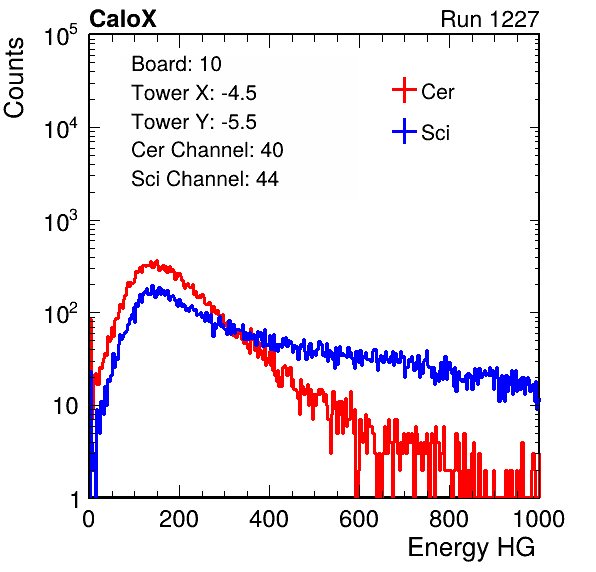 CaloX Run 1227
Counts
Board: 10
Tower X: -4.5
Tower Y: -5.5
Cer Channel: 40
Sci Channel: 44
Cer
Sci
10^5
10^4
10^3
10^2
10
1
0 200 400 600 800 1000
Energy HG